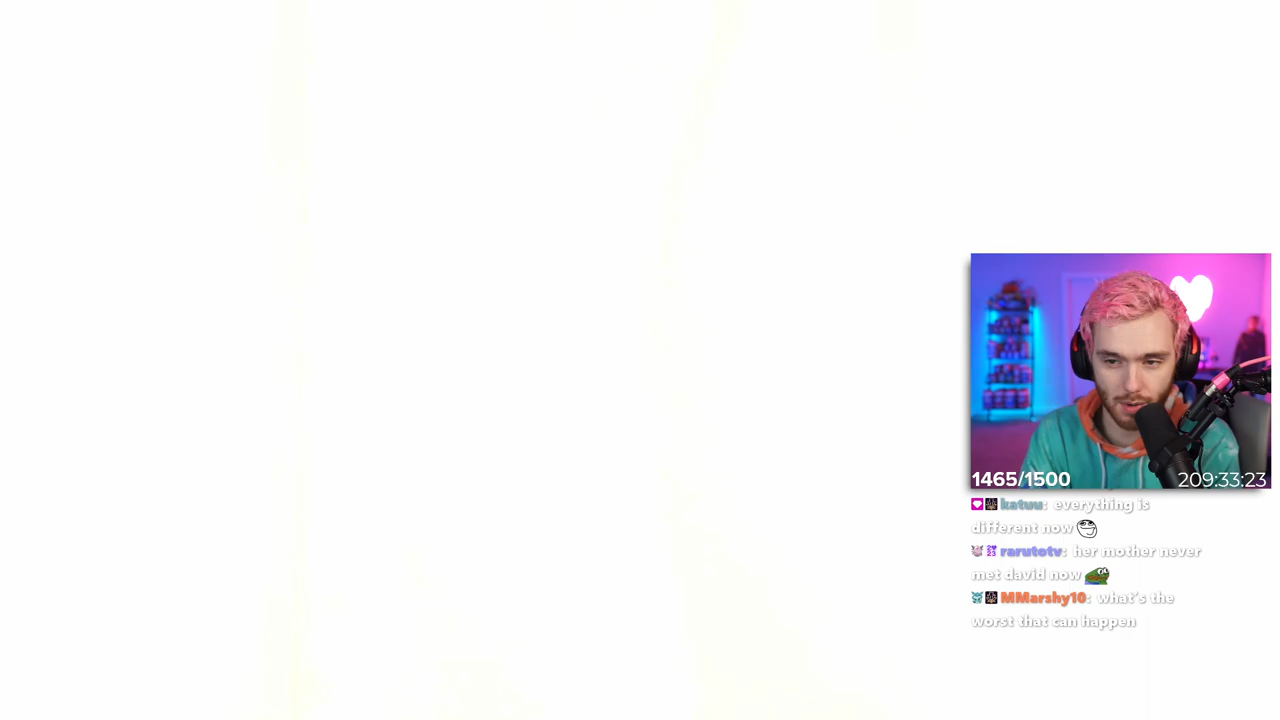 1465/1500 209:33:23
katuu: everything is
different now
rarutotv: her mother never
met david now
MMarshy10: what's the
worst that can happen